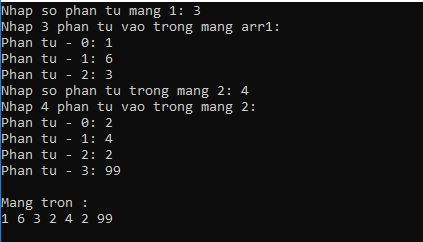 Nhap so phan tu mang 1: 3
Nhap 3 phan tu vao trong mang arr1:
Phan tu - 0: 1
Phan tu - 1: 6
Phan tu - 2: 3
Nhap so phan tu trong mang 2: 4
Nhap 4 phan tu vao trong mang 2:
Phan tu - 0: 2
Phan tu - 1: 4
Phan tu - 2: 2
Phan tu - 3: 99
Mang tron :
1 6 3 2 4 2 99